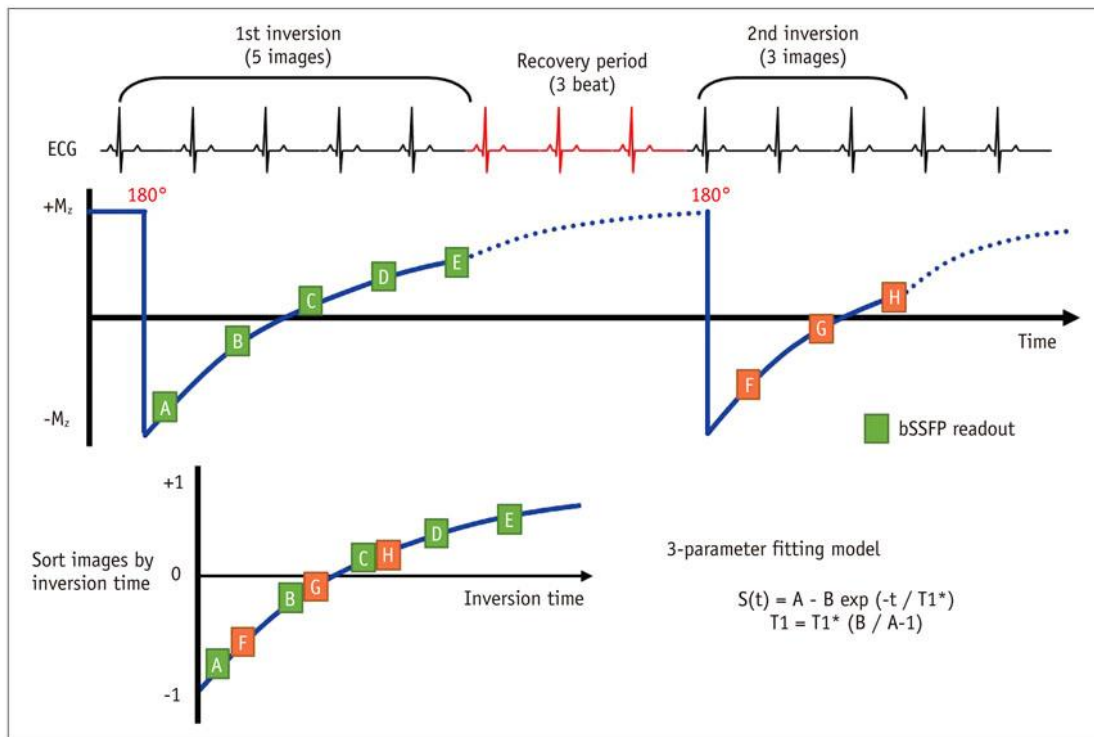 1st inversion
(5 images)
Recovery period
(3 beat)
2nd inversion
(3 images)
ECG
180°
180°
+Mz
A
B
C
D
E
F
G
H
Time
-Mz
bSSFP readout
+1
Sort images by
inversion time
0
-1
A
F
B
G
C
H
D
E
Inversion time
3-parameter fitting model
S(t) = A - B exp (-t / T1*)
T1 = T1* (B / A-1)